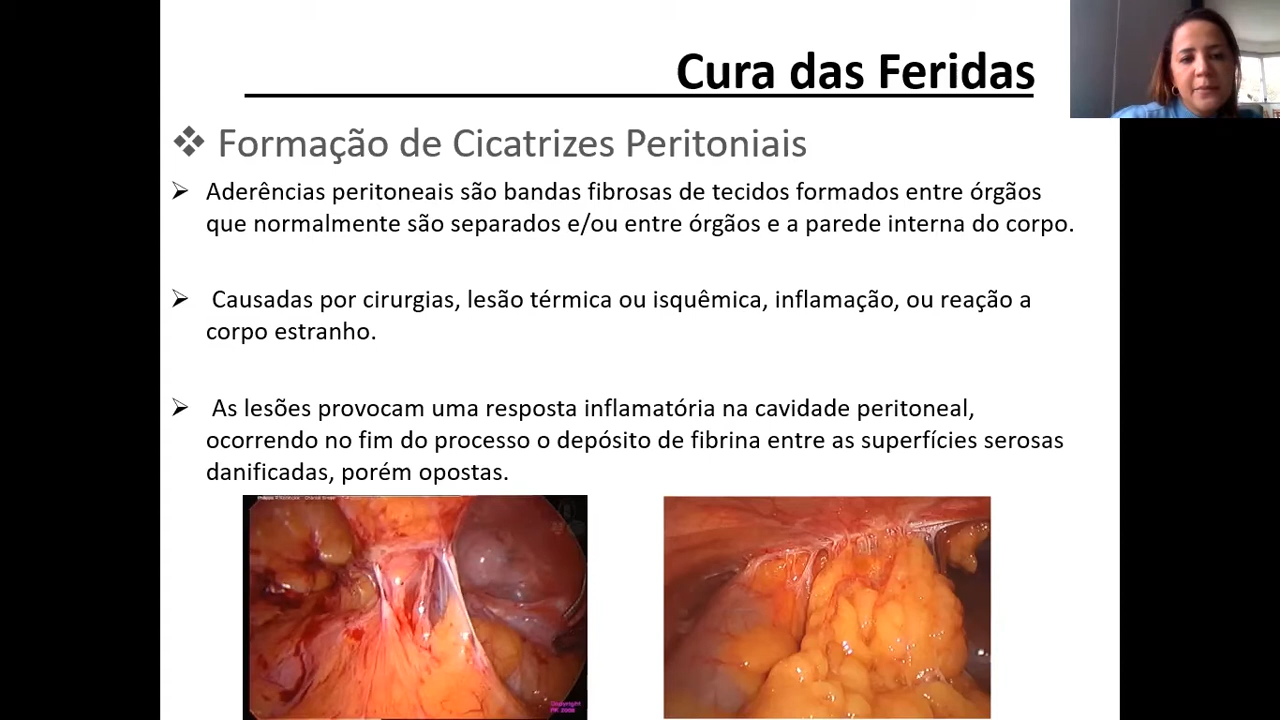 Cura das Feridas
Formação de Cicatrizes Peritoniais
Aderências peritoneais são bandas fibrosas de tecidos formados entre órgãos
que normalmente são separados e/ou entre órgãos e a parede interna do corpo.
Causadas por cirurgias, lesão térmica ou isquêmica, inflamação, ou reação a
corpo estranho.
As lesões provocam uma resposta inflamatória na cavidade peritoneal,
ocorrendo no fim do processo o depósito de fibrina entre as superfícies serosas
danificadas, porém opostas.
Copyright